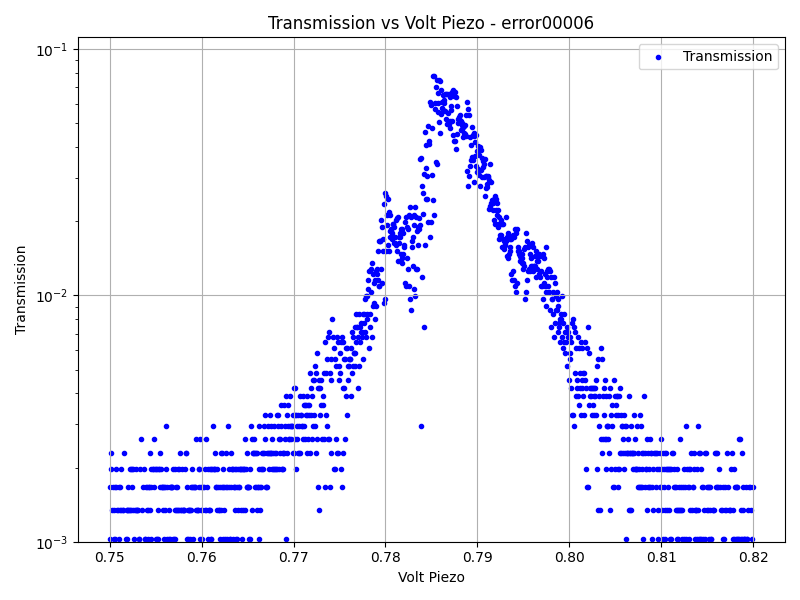 Transmission vs Volt Piezo - error00006
Transmission
10⁻¹
10⁻²
10⁻³
Transmission
0.75 0.76 0.77 0.78 0.79 0.80 0.81 0.82
Volt Piezo